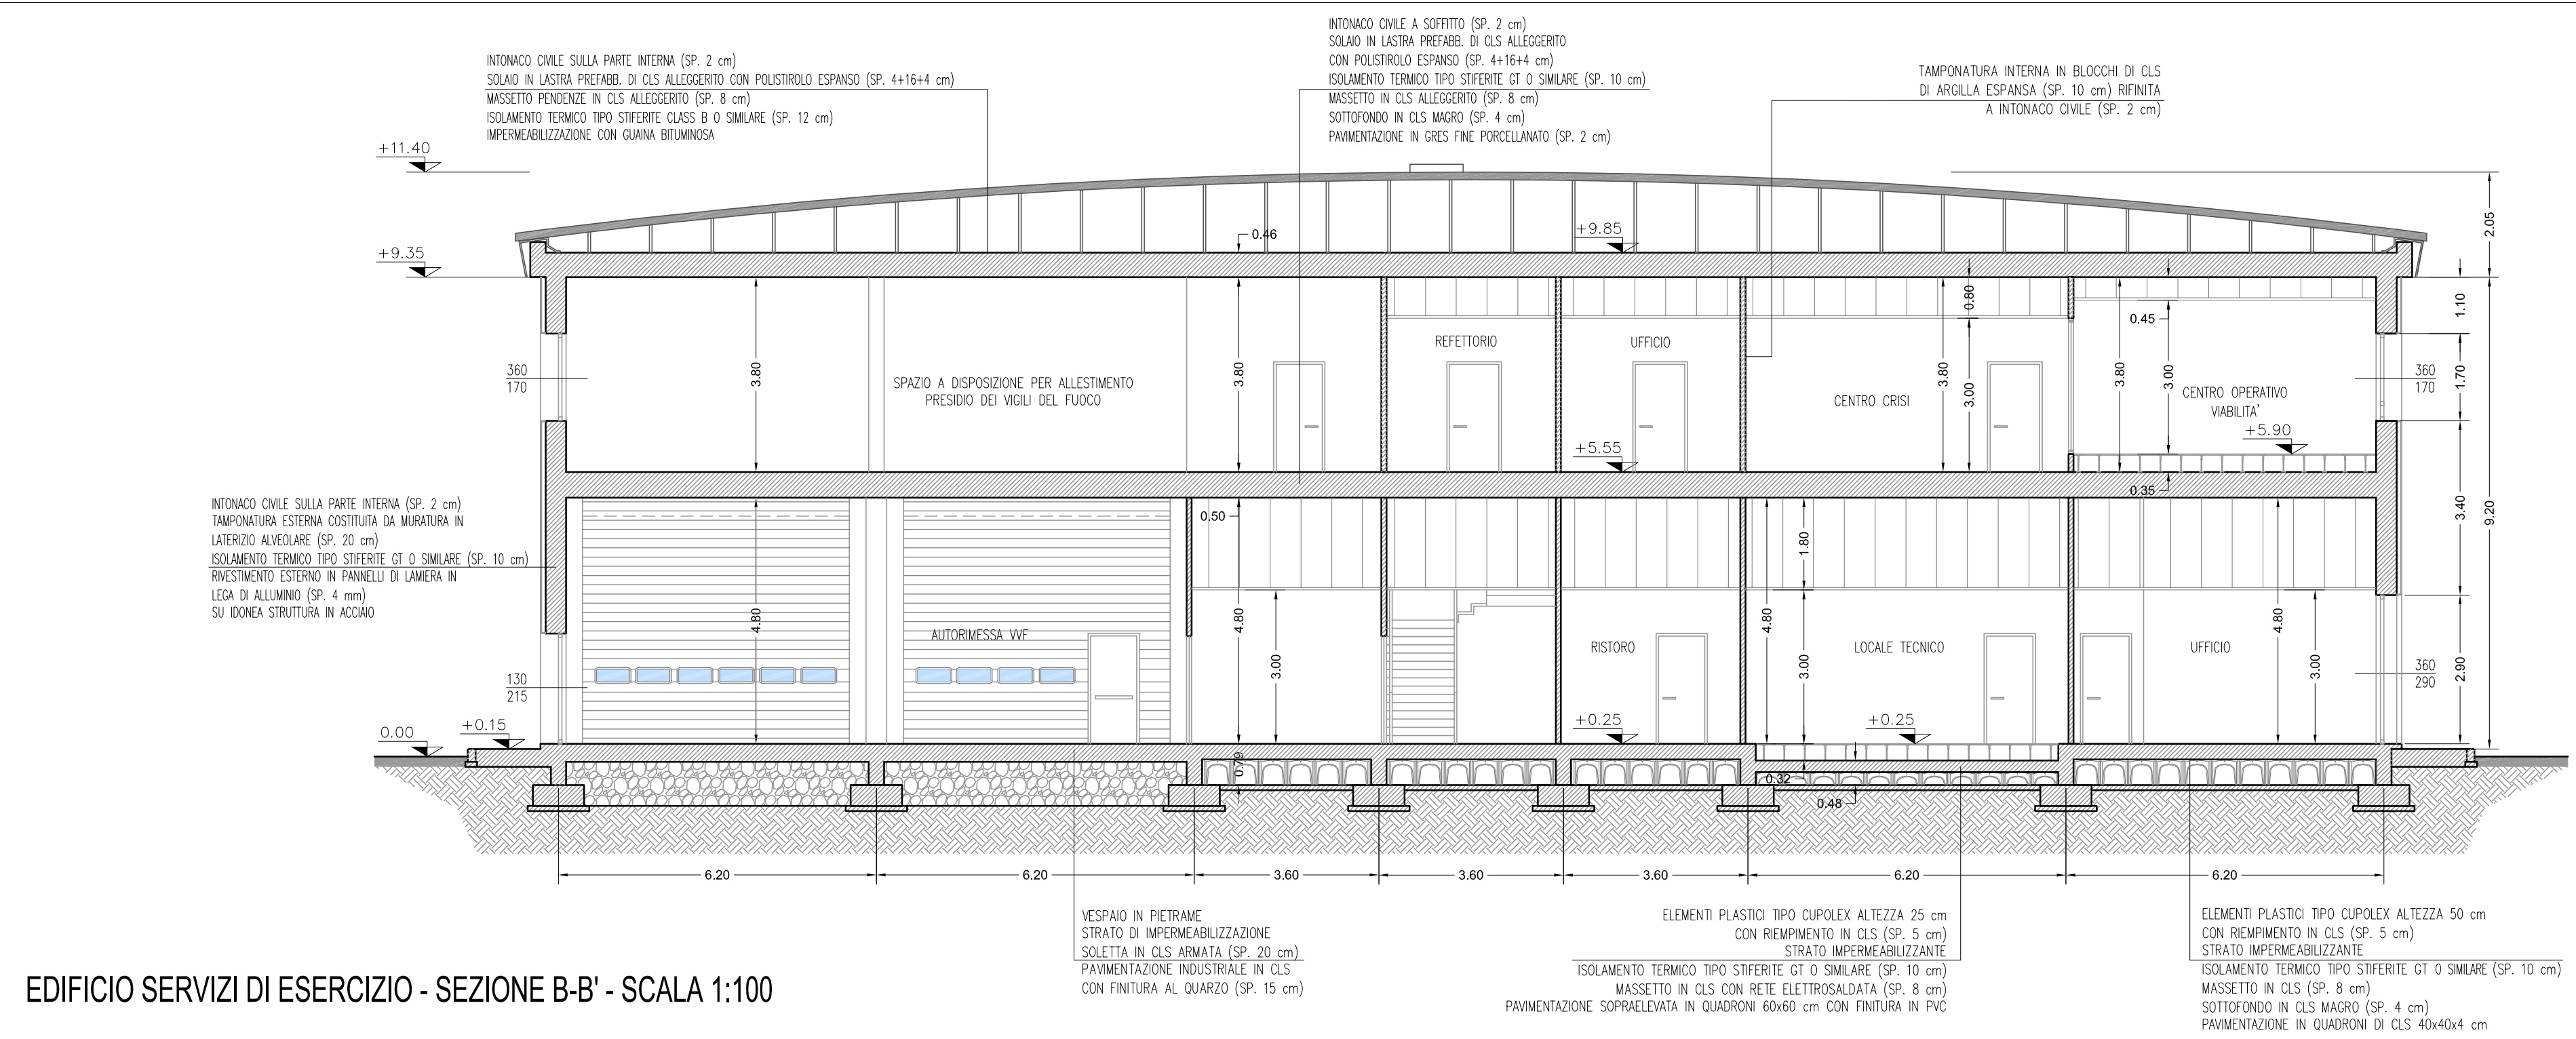 INTONACO CIVILE SULLA PARTE INTERNA (SP. 2 cm)
SOLAIO IN LASTRA PREFABB. DI CLS ALLEGGERITO CON POLISTIROLO ESPANSO (SP. 4+16+4 cm)
MASSETTO PENDENZE IN CLS ALLEGGERITO (SP. 8 cm)
ISOLAMENTO TERMICO TIPO STIFERITE CLASS B O SIMILARE (SP. 12 cm)
IMPERMEABILIZZAZIONE CON GUAINA BITUMINOSA
INTONACO CIVILE A SOFFITTO (SP. 2 cm)
SOLAIO IN LASTRA PREFABB. DI CLS ALLEGGERITO
CON POLISTIROLO ESPANSO (SP. 4+16+4 cm)
ISOLAMENTO TERMICO TIPO STIFERITE GT O SIMILARE (SP. 10 cm)
MASSETTO IN CLS ALLEGGERITO (SP. 8 cm)
SOTTOFONDO IN CLS MAGRO (SP. 4 cm)
PAVIMENTAZIONE IN GRES FINE PORCELLANATO (SP. 2 cm)
TAMPONATURA INTERNA IN BLOCCHI DI CLS
DI ARGILLA ESPANSA (SP. 10 cm) RIFINITA
A INTONACO CIVILE (SP. 2 cm)
+11.40
+9.35
0.46
+9.85
2.05
3.80
SPAZIO A DISPOSIZIONE PER ALLESTIMENTO
PRESIDIO DEI VIGILI DEL FUOCO
3.80
REFETTORIO
UFFICIO
+5.55
CENTRO CRISI
3.80
0.80
3.00
3.80
0.45
3.00
CENTRO OPERATIVO
VIABILITA'
+5.90
0.35
360
170
360
170
1.10
1.70
3.40
2.90
9.20
INTONACO CIVILE SULLA PARTE INTERNA (SP. 2 cm)
TAMPONATURA ESTERNA COSTITUITA DA MURATURA IN
LATERIZIO ALVEOLARE (SP. 20 cm)
ISOLAMENTO TERMICO TIPO STIFERITE GT O SIMILARE (SP. 10 cm)
RIVESTIMENTO ESTERNO IN PANNELLI DI LAMIERA IN
LEGA DI ALLUMINIO (SP. 4 mm)
SU IDONEA STRUTTURA IN ACCIAIO
130
215
0.00
+0.15
4.80
AUTORIMESSA VVF
0.50
4.80
3.00
0.79
RISTORO
+0.25
4.80
1.80
3.00
LOCALE TECNICO
+0.25
0.32
0.48
UFFICIO
4.80
3.00
360
290
6.20
6.20
3.60
3.60
3.60
6.20
6.20
VESPAIO IN PIETRAME
STRATO DI IMPERMEABILIZZAZIONE
SOLETTA IN CLS ARMATA (SP. 20 cm)
PAVIMENTAZIONE INDUSTRIALE IN CLS
CON FINITURA AL QUARZO (SP. 15 cm)
ELEMENTI PLASTICI TIPO CUPOLEX ALTEZZA 25 cm
CON RIEMPIMENTO IN CLS (SP. 5 cm)
STRATO IMPERMEABILIZZANTE
ISOLAMENTO TERMICO TIPO STIFERITE GT O SIMILARE (SP. 10 cm)
MASSETTO IN CLS CON RETE ELETTROSALDATA (SP. 8 cm)
PAVIMENTAZIONE SOPRAELEVATA IN QUADRONI 60x60 cm CON FINITURA IN PVC
ELEMENTI PLASTICI TIPO CUPOLEX ALTEZZA 50 cm
CON RIEMPIMENTO IN CLS (SP. 5 cm)
STRATO IMPERMEABILIZZANTE
ISOLAMENTO TERMICO TIPO STIFERITE GT O SIMILARE (SP. 10 cm)
MASSETTO IN CLS (SP. 8 cm)
SOTTOFONDO IN CLS MAGRO (SP. 4 cm)
PAVIMENTAZIONE IN QUADRONI DI CLS 40x40x4 cm
EDIFICIO SERVIZI DI ESERCIZIO - SEZIONE B-B' - SCALA 1:100